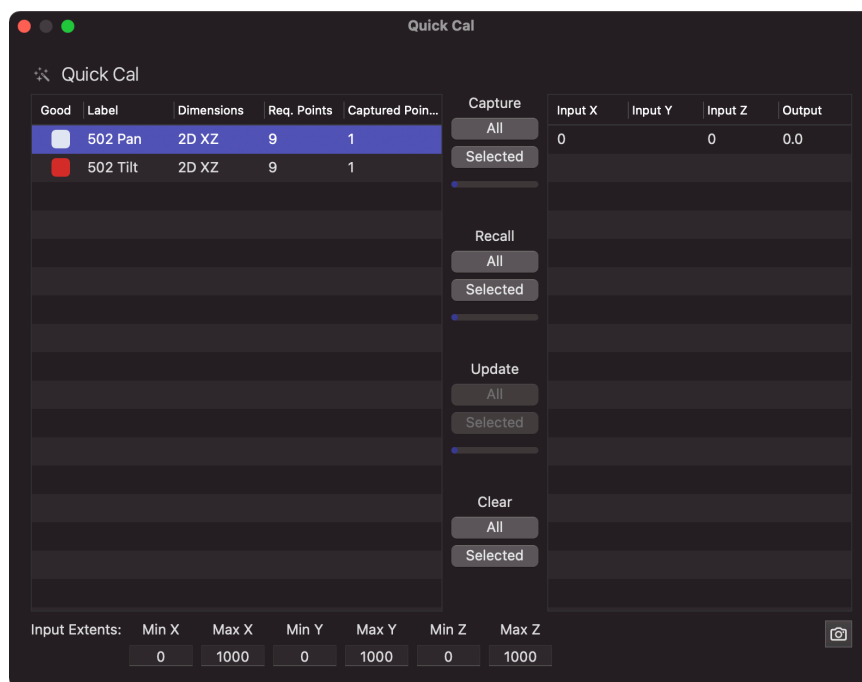 Quick Cal
Quick Cal
Good Label Dimensions Req. Points Captured Poin...
502 Pan 2D XZ 9 1
502 Tilt 2D XZ 9 1
Capture
All
Selected
Recall
All
Selected
Update
All
Selected
Clear
All
Selected
Input X Input Y Input Z Output
0 0 0.0
Input Extents: Min X Max X Min Y Max Y Min Z Max Z
0 1000 0 1000 0 1000